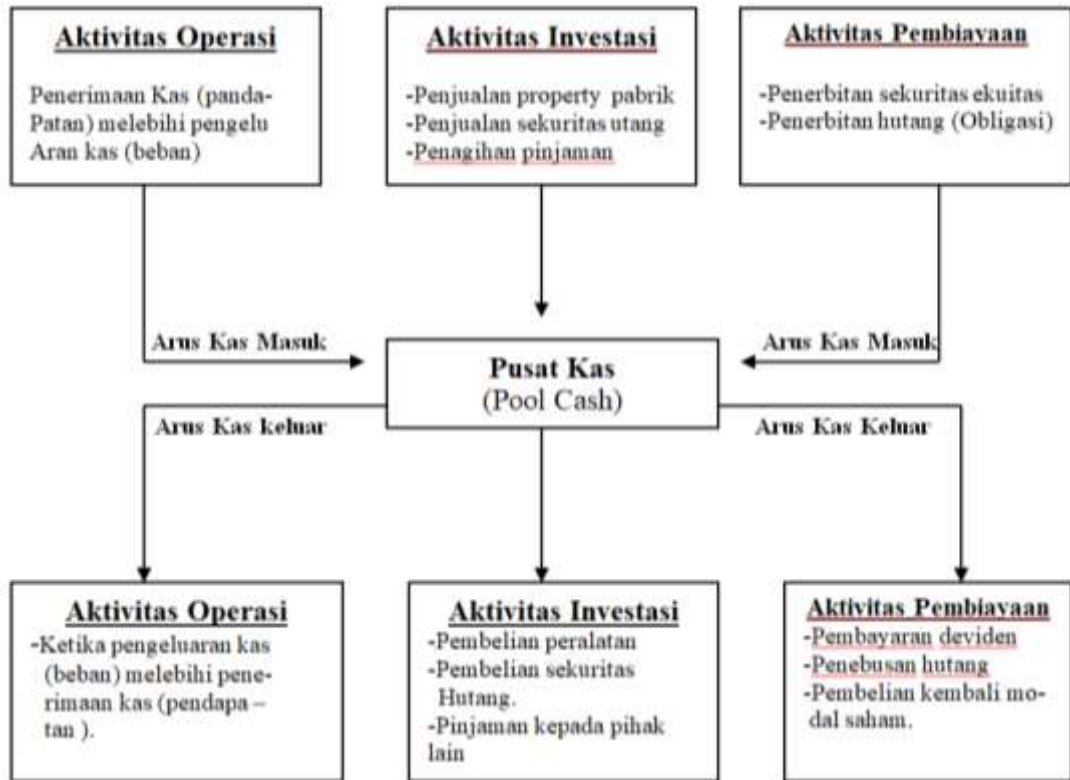 Aktivitas Operasi
Penerimaan Kas (panda-
Patan) melebihi pengelu
Aran kas (beban)
Aktivitas Investasi
-Penjualan property pabrik
-Penjualan sekuritas utang
-Penagihan pinjaman
Aktivitas Pembiayaan
-Penerbitan sekuritas ekuitas
-Penerbitan hutang (Obligasi)
Arus Kas Masuk
Arus Kas Masuk
Pusat Kas
(Pool Cash)
Arus Kas keluar
Arus Kas Keluar
Aktivitas Operasi
-Ketika pengeluaran kas
(beban) melebihi pene-
rimaan kas (pendapa –
tan ).
Aktivitas Investasi
-Pembelian peralatan
-Pembelian sekuritas
Hutang.
-Pinjaman kepada pihak
lain
Aktivitas Pembiayaan
-Pembayaran deviden
-Penebusan hutang
-Pembelian kembali mo-
dal saham.